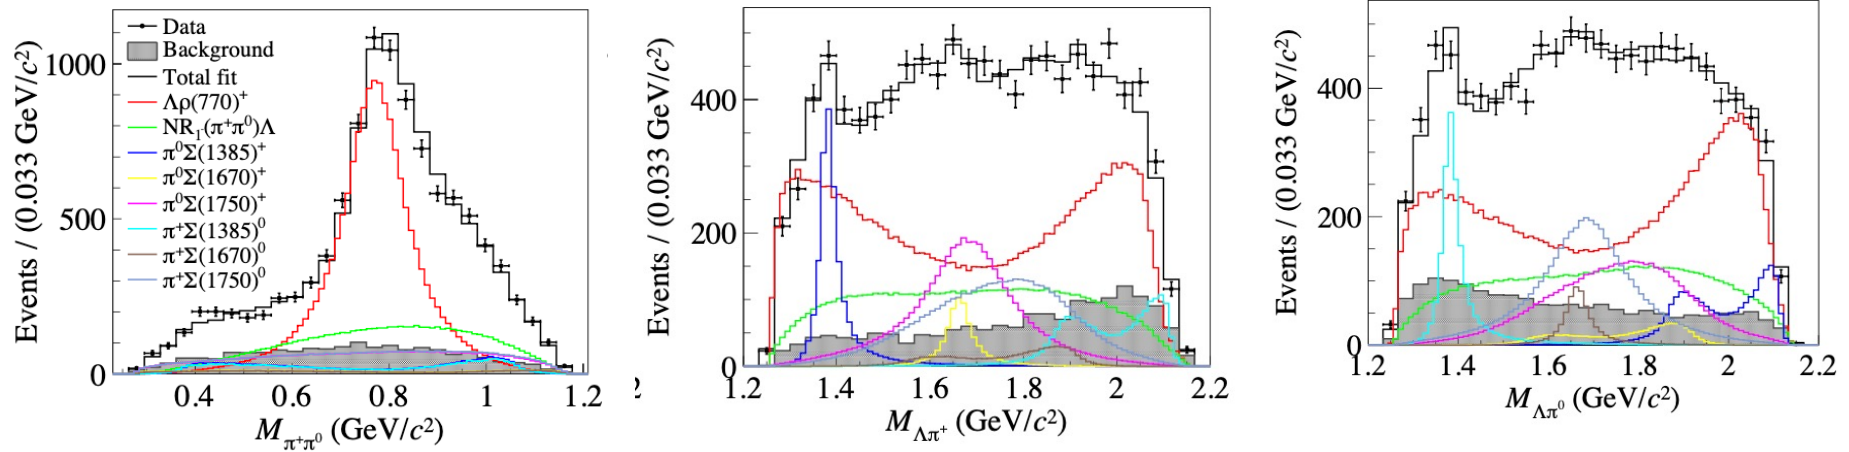 Events / (0.033 GeV/c²)
1000
500
0
Data
Background
Total fit
Λρ(770)⁺
NR₁(π⁺π⁰)Λ
π⁰Σ(1385)⁺
π⁰Σ(1670)⁺
π⁰Σ(1750)⁺
π⁺Σ(1385)⁰
π⁺Σ(1670)⁰
π⁺Σ(1750)⁰
0.4 0.6 0.8 1 1.2
M_π⁺π⁰ (GeV/c²)
Events / (0.033 GeV/c²)
400
200
0
2
1.2 1.4 1.6 1.8 2 2.2
M_Λπ⁺ (GeV/c²)
Events / (0.033 GeV/c²)
400
200
0
1.2 1.4 1.6 1.8 2 2.2
M_Λπ⁰ (GeV/c²)